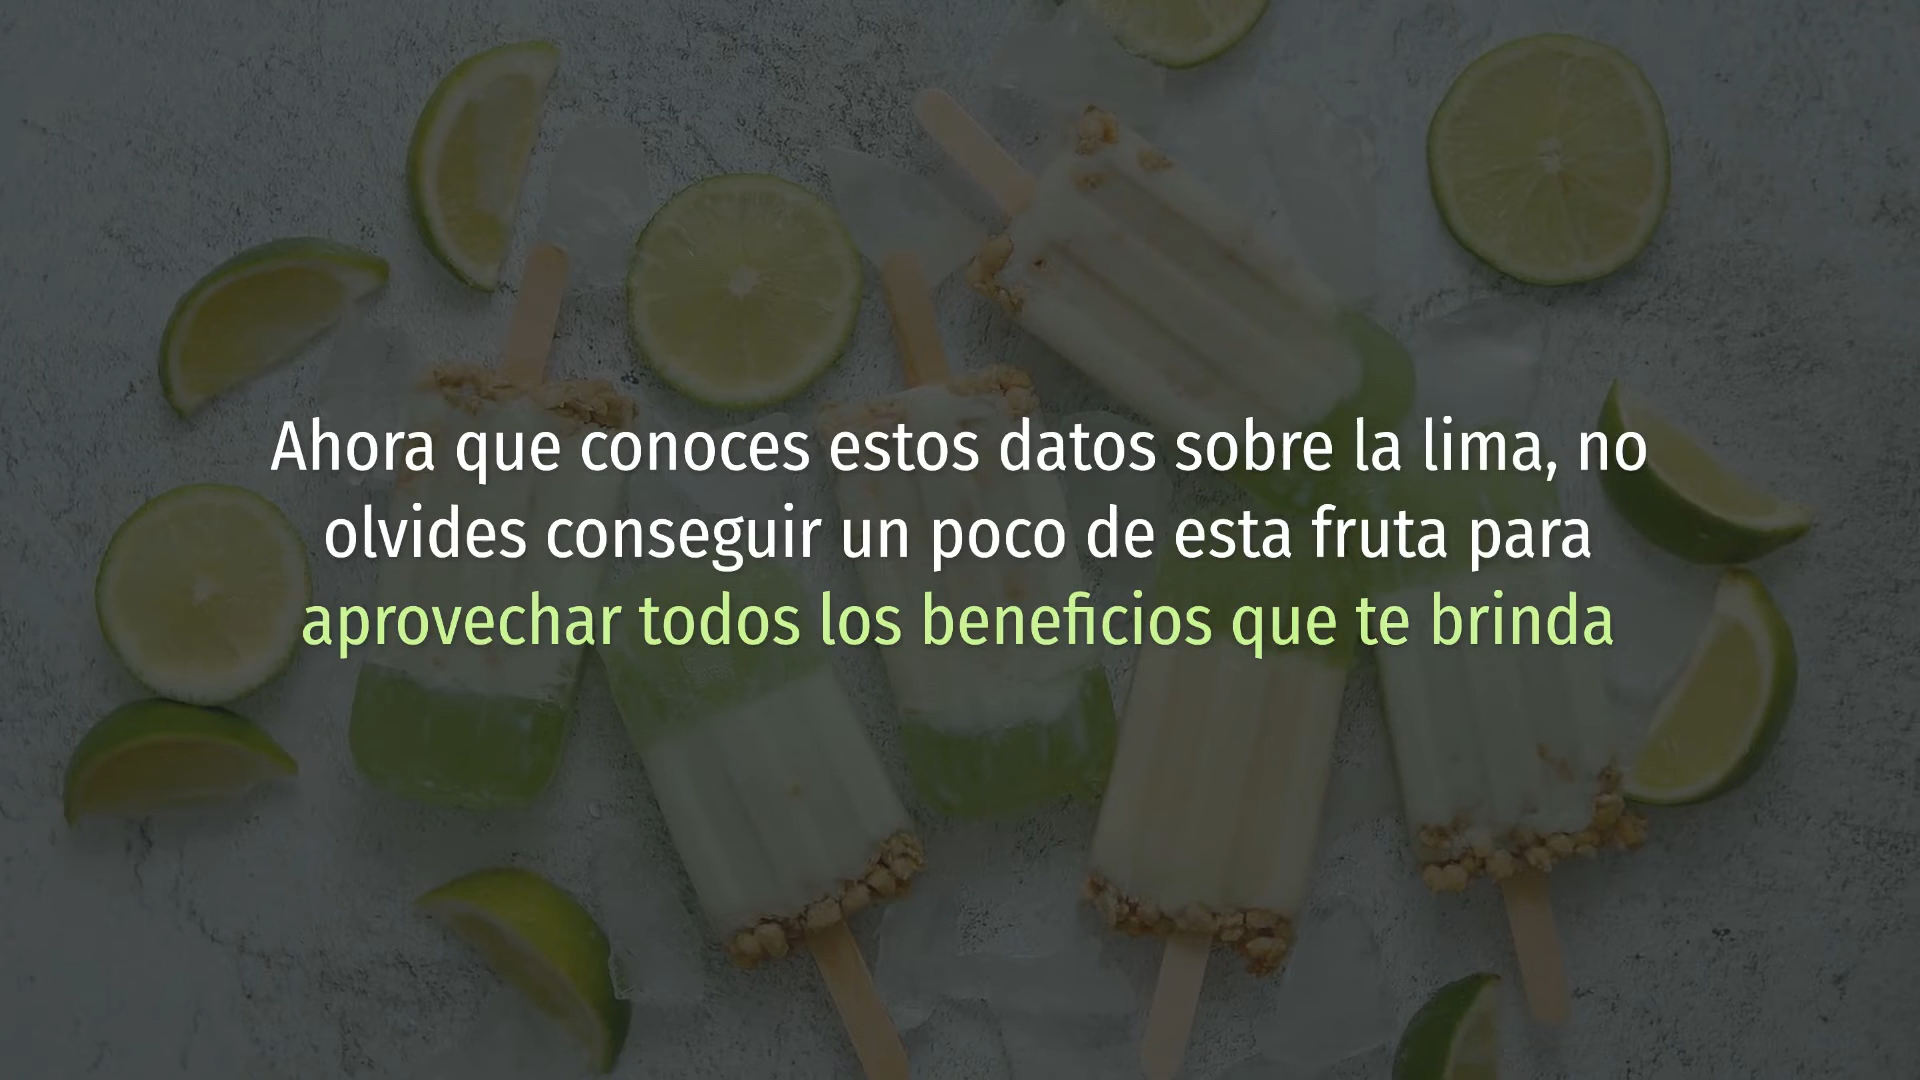 Ahora que conoces estos datos sobre la lima, no
olvides conseguir un poco de esta fruta para
aprovechar todos los beneficios que te brinda